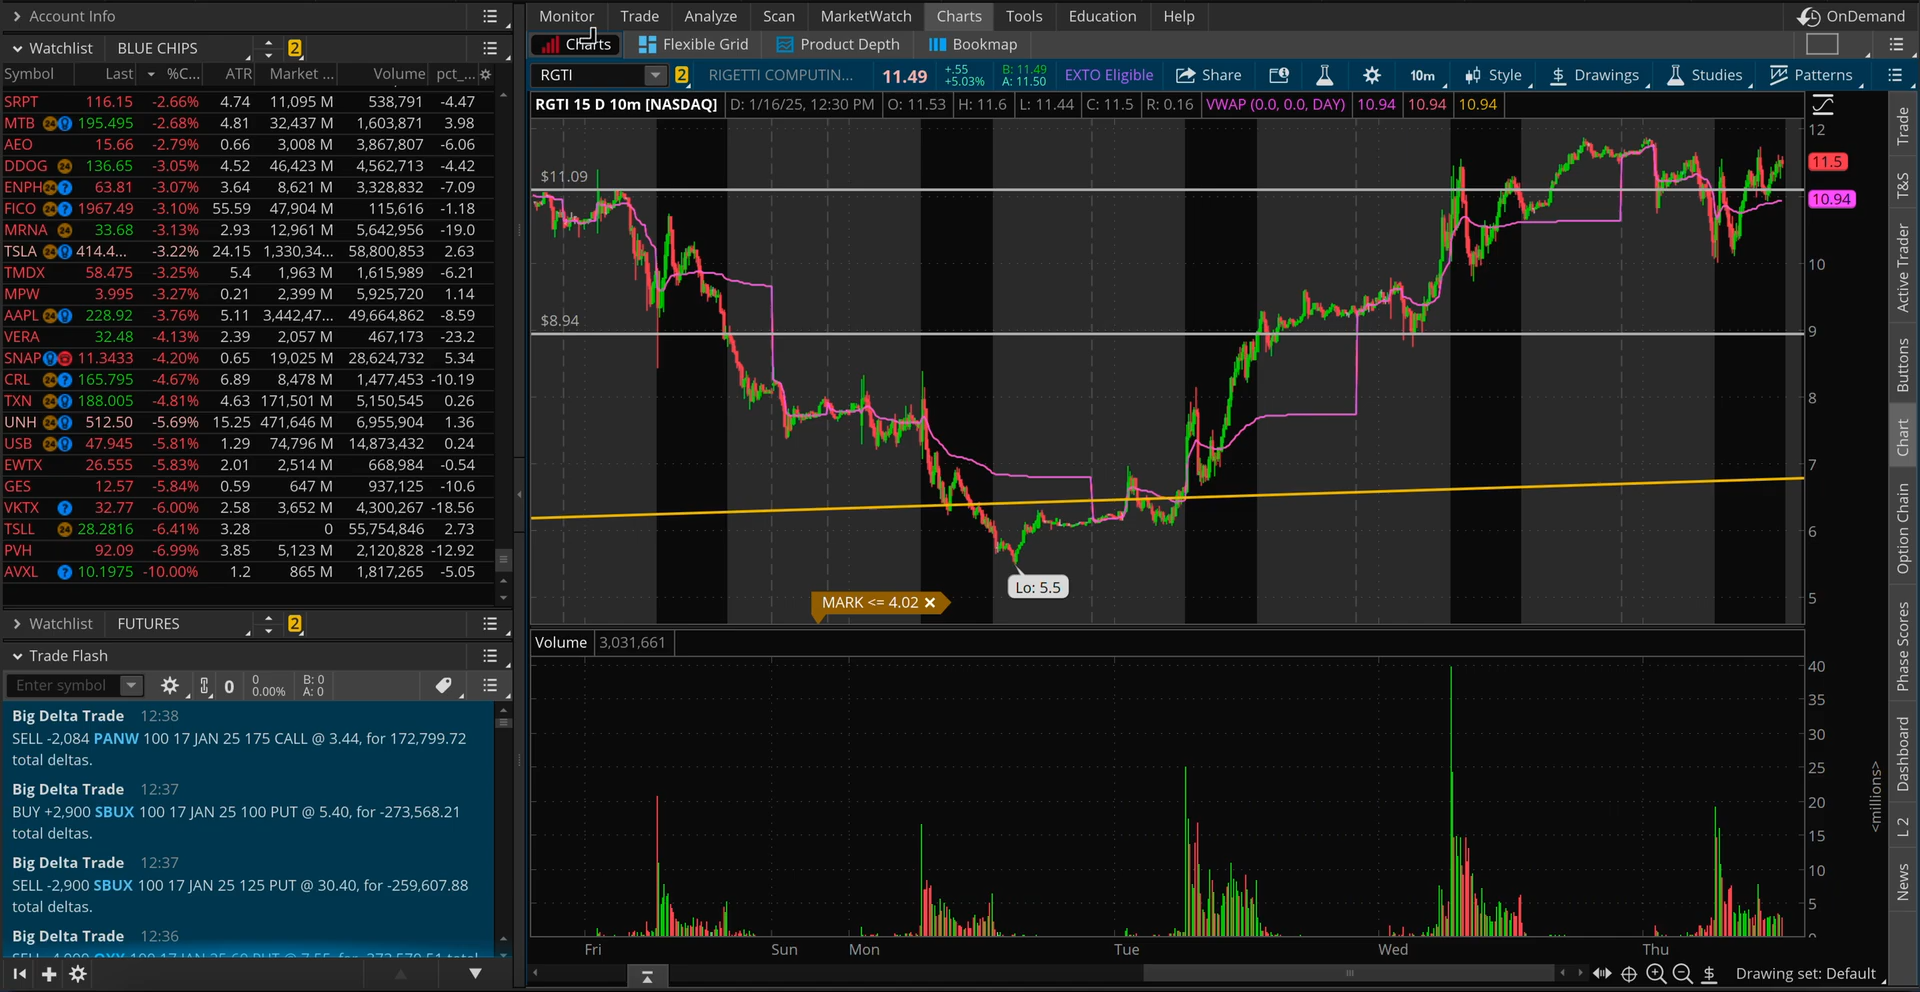 Account Info
Watchlist BLUE CHIPS 2
Symbol Last %C... ATR Market ... Volume pct_...
SRPT 116.15 -2.66% 4.74 11,095 M 538,791 -4.47
MTB 24 195.495 -2.68% 4.81 32,437 M 1,603,871 3.98
AEO 15.66 -2.79% 0.66 3,008 M 3,867,807 -6.06
DDOG 24 136.65 -3.05% 4.52 46,423 M 4,562,713 -4.42
ENPH 24 ? 63.81 -3.07% 3.64 8,621 M 3,328,832 -7.09
FICO 24 ? 1967.49 -3.10% 55.59 47,904 M 115,616 -1.18
MRNA 24 33.68 -3.13% 2.93 12,961 M 5,642,956 -19.0
TSLA 24 414.4... -3.22% 24.15 1,330,34... 58,800,853 2.63
TMDX 58.475 -3.25% 5.4 1,963 M 1,615,989 -6.21
MPW 3.995 -3.27% 0.21 2,399 M 5,925,720 1.14
AAPL 24 228.92 -3.76% 5.11 3,442,47... 49,664,862 -8.59
VERA 32.48 -4.13% 2.39 2,057 M 467,173 -23.2
SNAP 11.3433 -4.20% 0.65 19,025 M 28,624,732 5.34
CRL 24 ? 165.795 -4.67% 6.89 8,478 M 1,477,453 -10.19
TXN 24 188.005 -4.81% 4.63 171,501 M 5,150,545 0.26
UNH 24 512.50 -5.69% 15.25 471,646 M 6,955,904 1.36
USB 24 47.945 -5.81% 1.29 74,796 M 14,873,432 0.24
EWTX 26.555 -5.83% 2.01 2,514 M 668,984 -0.54
GES 12.57 -5.84% 0.59 647 M 937,125 -10.6
VKTX ? 32.77 -6.00% 2.58 3,652 M 4,300,267 -18.56
TSLL 24 28.2816 -6.41% 3.28 0 55,754,846 2.73
PVH 92.09 -6.99% 3.85 5,123 M 2,120,828 -12.92
AVXL ? 10.1975 -10.00% 1.2 865 M 1,817,265 -5.05
Watchlist FUTURES 2
Trade Flash
Enter symbol 0 0 B: 0
0.00% A: 0
Big Delta Trade 12:38
SELL -2,084 PANW 100 17 JAN 25 175 CALL @ 3.44, for 172,799.72
total deltas.
Big Delta Trade 12:37
BUY +2,900 SBUX 100 17 JAN 25 100 PUT @ 5.40, for -273,568.21
total deltas.
Big Delta Trade 12:37
SELL -2,900 SBUX 100 17 JAN 25 125 PUT @ 30.40, for -259,607.88
total deltas.
Big Delta Trade 12:36
Monitor Trade Analyze Scan MarketWatch Charts Tools Education Help OnDemand
Charts Flexible Grid Product Depth Bookmap
RGTI 2 RIGETTI COMPUTIN... 11.49 +.55 B: 11.49 EXTO Eligible Share 10m Style Drawings Studies Patterns
+5.03% A: 11.50
RGTI 15 D 10m [NASDAQ] D: 1/16/25, 12:30 PM O: 11.53 H: 11.6 L: 11.44 C: 11.5 R: 0.16 VWAP (0.0, 0.0, DAY) 10.94 10.94 10.94
12
11.5
$11.09
10.94
10
$8.94
9
8
7
6
Lo: 5.5
MARK <= 4.02
5
Volume 3,031,661
40
35
30
25
20
15
10
5
<millions>
Fri Sun Mon Tue Wed Thu
Drawing set: Default
Trade
T&S
Active Trader
Buttons
Chart
Option Chain
Phase Scores
Dashboard
L 2
News